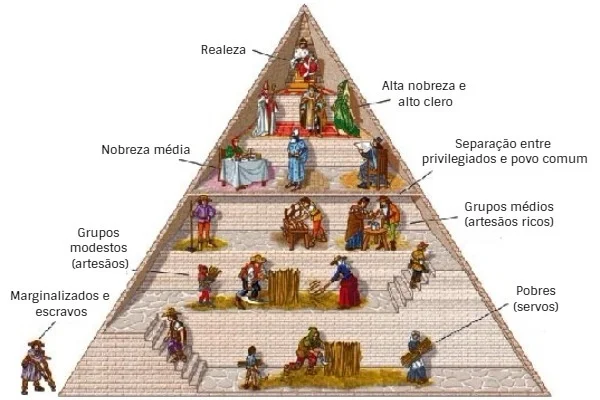 Realeza
Alta nobreza e
alto clero
Nobreza média
Separação entre
privilegiados e povo comum
Grupos médios
(artesãos ricos)
Grupos
modestos
(artesãos)
Marginalizados e
escravos
Pobres
(servos)